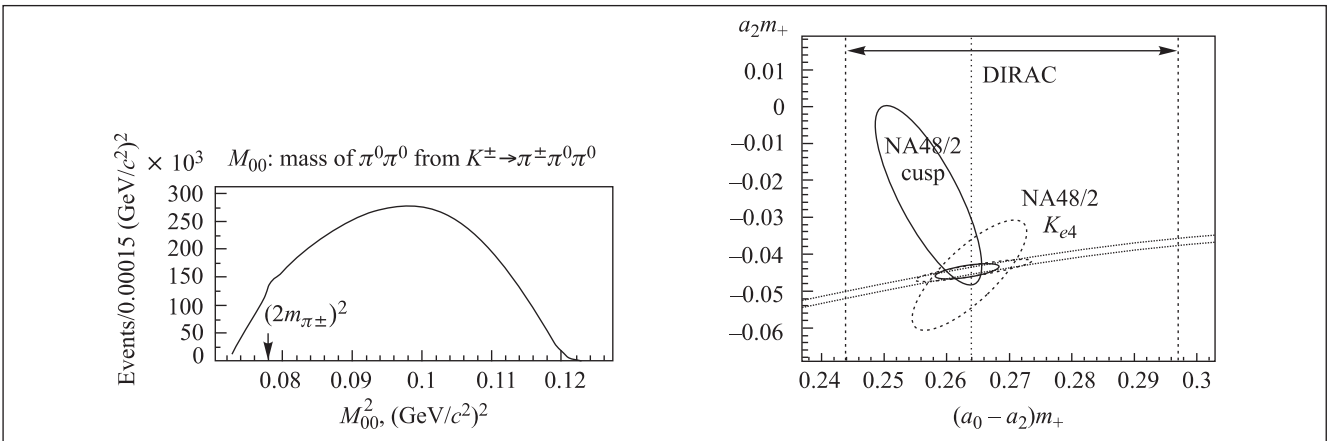 M₀₀: mass of π⁰π⁰ from K±→π±π⁰π⁰
× 10³
Events/0.00015 (GeV/c²)²
300
250
200
150
100
50
0
(2mπ±)²
0.08 0.09 0.1 0.11 0.12
M²₀₀, (GeV/c²)²
a₂m₊
0.01
0
–0.01
–0.02
–0.03
–0.04
–0.05
–0.06
DIRAC
NA48/2
cusp
NA48/2
Kₑ₄
0.24 0.25 0.26 0.27 0.28 0.29 0.3
(a₀ – a₂)m₊